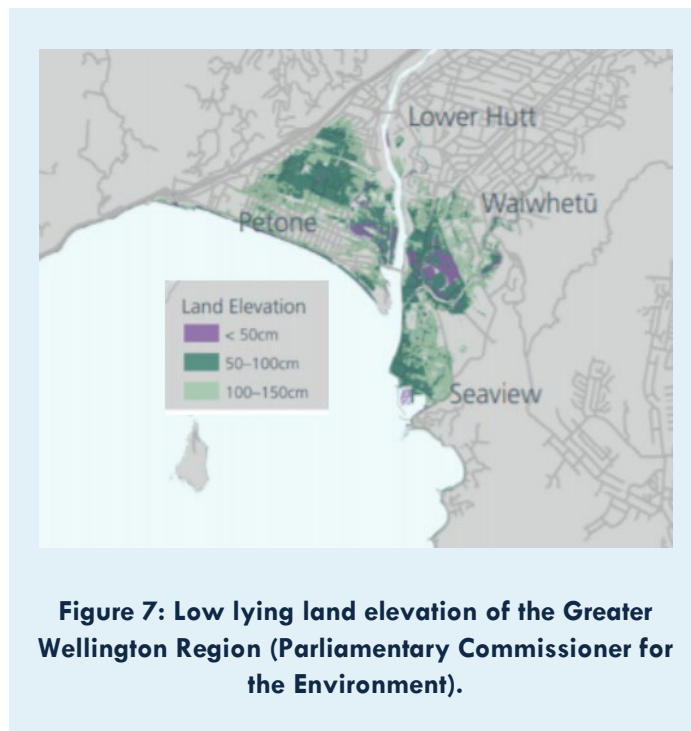 Lower Hutt
Waiwhetū
Petone
Land Elevation
< 50cm
50–100cm
100–150cm
Seaview
Figure 7: Low lying land elevation of the Greater
Wellington Region (Parliamentary Commissioner for
the Environment).